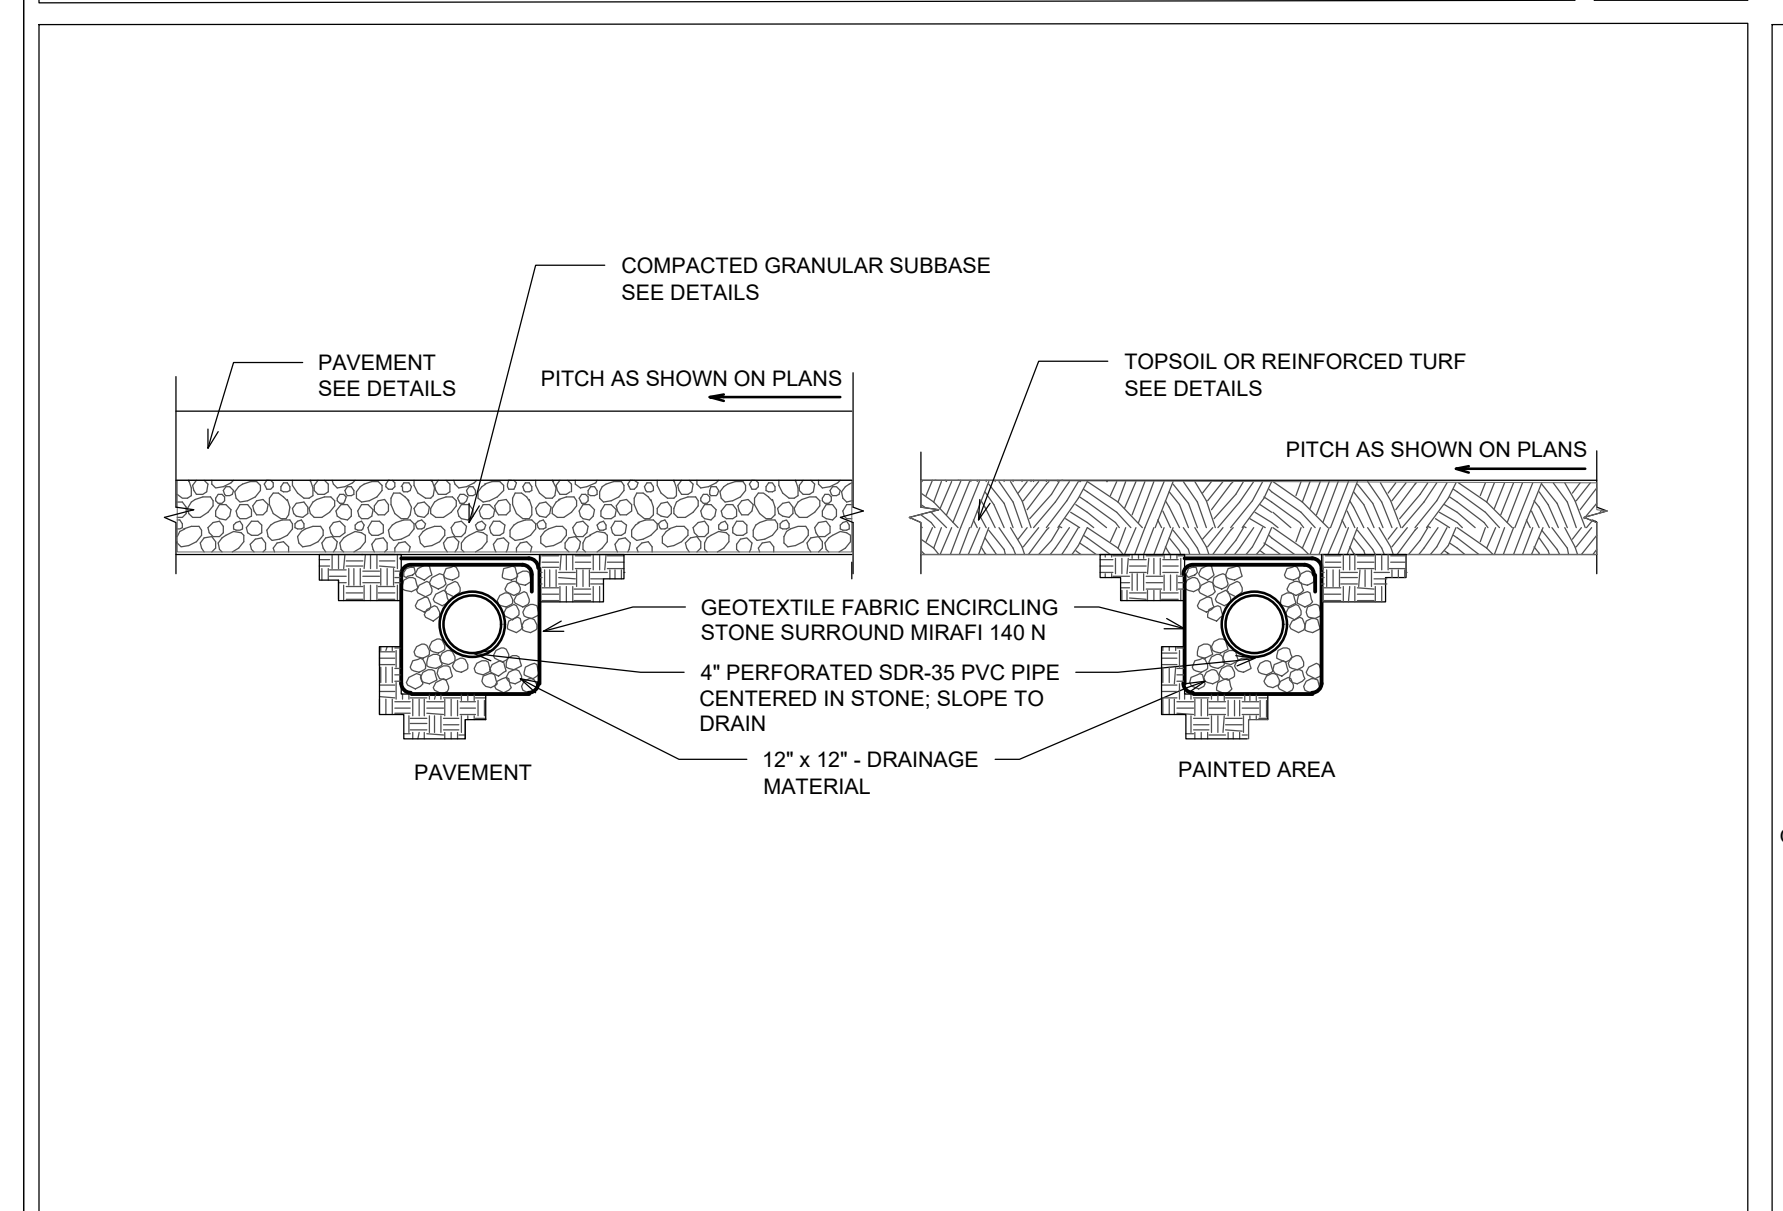 COMPACTED GRANULAR SUBBASE
SEE DETAILS
PAVEMENT
SEE DETAILS
PITCH AS SHOWN ON PLANS
TOPSOIL OR REINFORCED TURF
SEE DETAILS
PITCH AS SHOWN ON PLANS
GEOTEXTILE FABRIC ENCIRCLING
STONE SURROUND MIRAFI 140 N
4" PERFORATED SDR-35 PVC PIPE
CENTERED IN STONE; SLOPE TO
DRAIN
12" x 12" - DRAINAGE
MATERIAL
PAVEMENT
PAINTED AREA